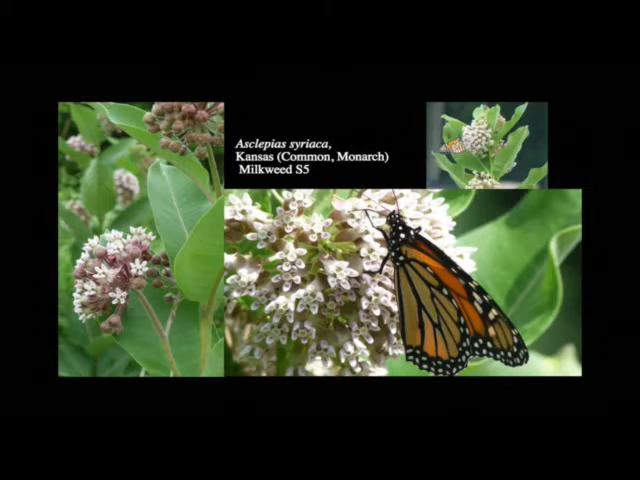 Asclepias syriaca,
Kansas (Common, Monarch)
Milkweed S5